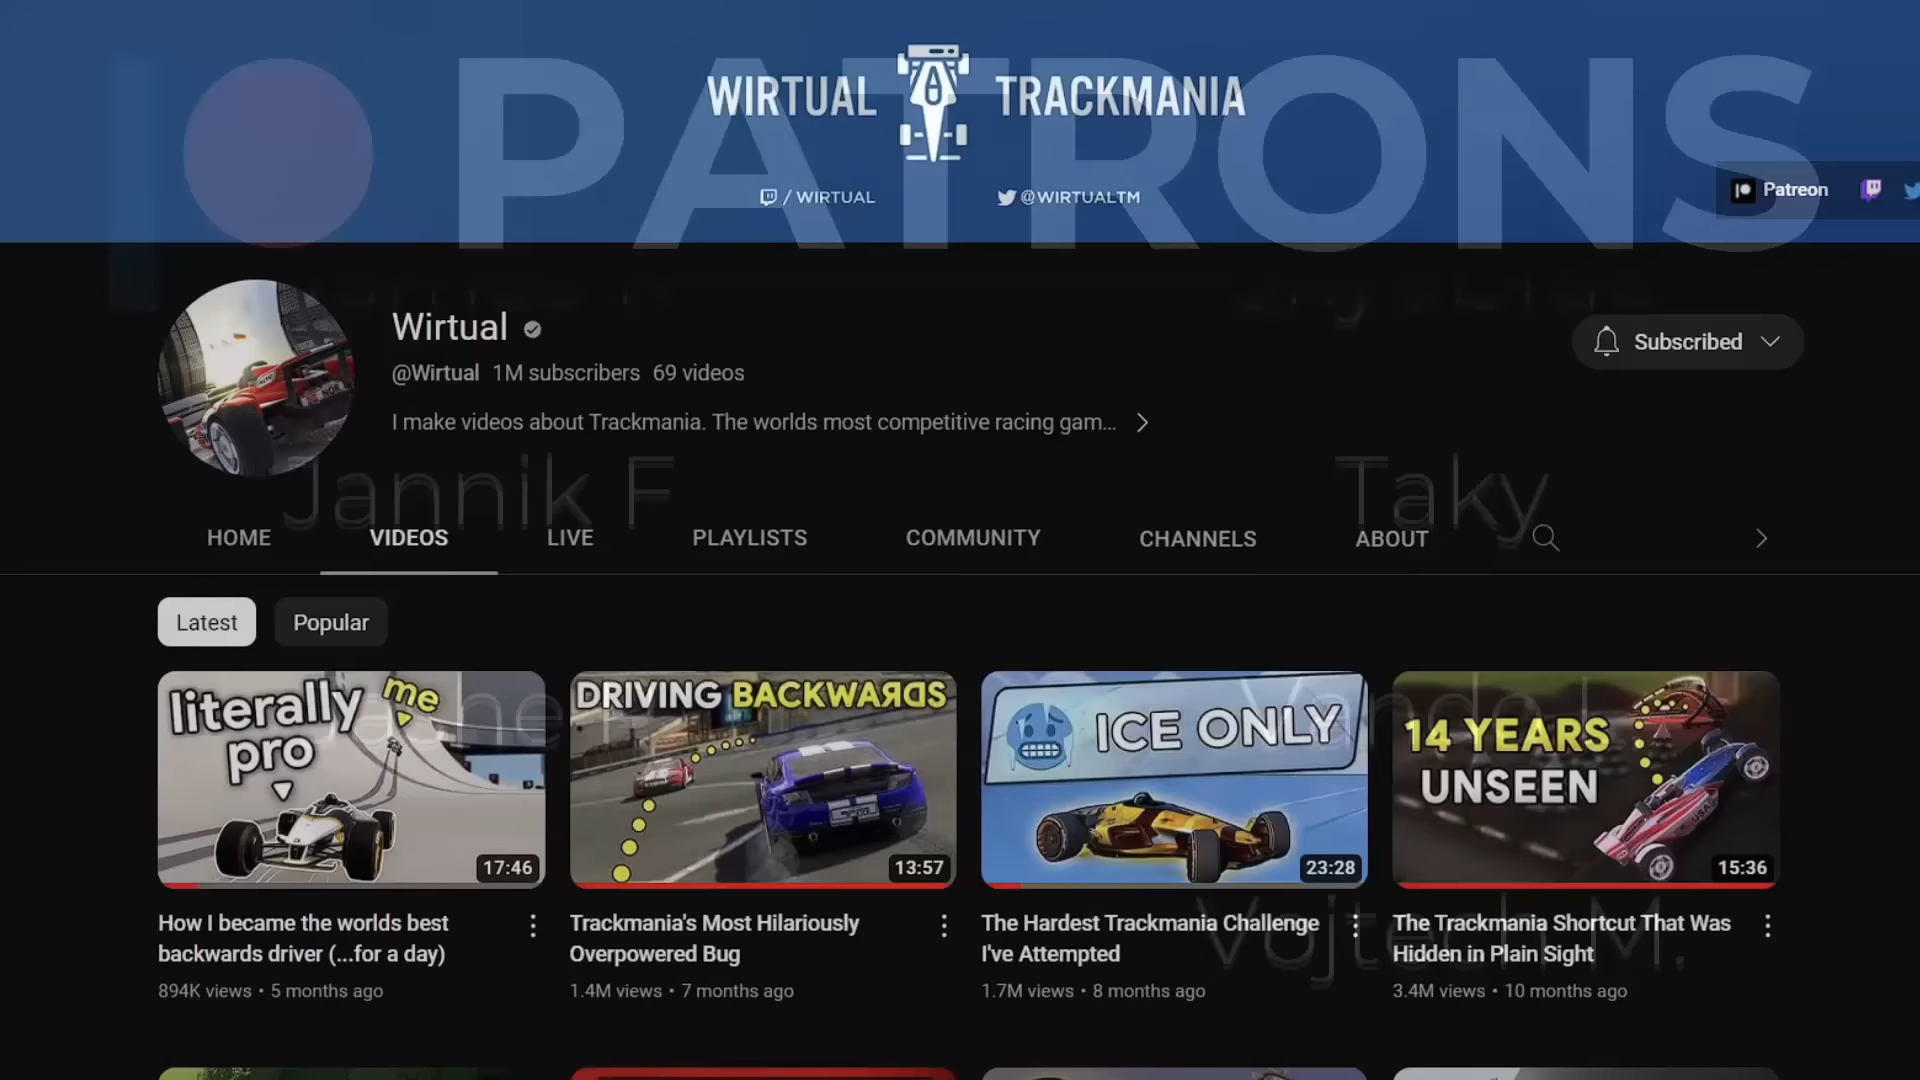 PATRONS
WIRTUAL TRACKMANIA
/ WIRTUAL @WIRTUALTM
Patreon
Wirtual
@Wirtual 1M subscribers 69 videos
Subscribed
I make videos about Trackmania. The worlds most competitive racing gam...
Jannik F Taky
HOME VIDEOS LIVE PLAYLISTS COMMUNITY CHANNELS ABOUT
Latest Popular
literally me
pro
17:46
DRIVING BACKWARDS
13:57
ICE ONLY
23:28
14 YEARS
UNSEEN
15:36
How I became the worlds best
backwards driver (...for a day)
894K views • 5 months ago
Trackmania's Most Hilariously
Overpowered Bug
1.4M views • 7 months ago
The Hardest Trackmania Challenge
I've Attempted
1.7M views • 8 months ago
The Trackmania Shortcut That Was
Hidden in Plain Sight
3.4M views • 10 months ago
Vojtech M.